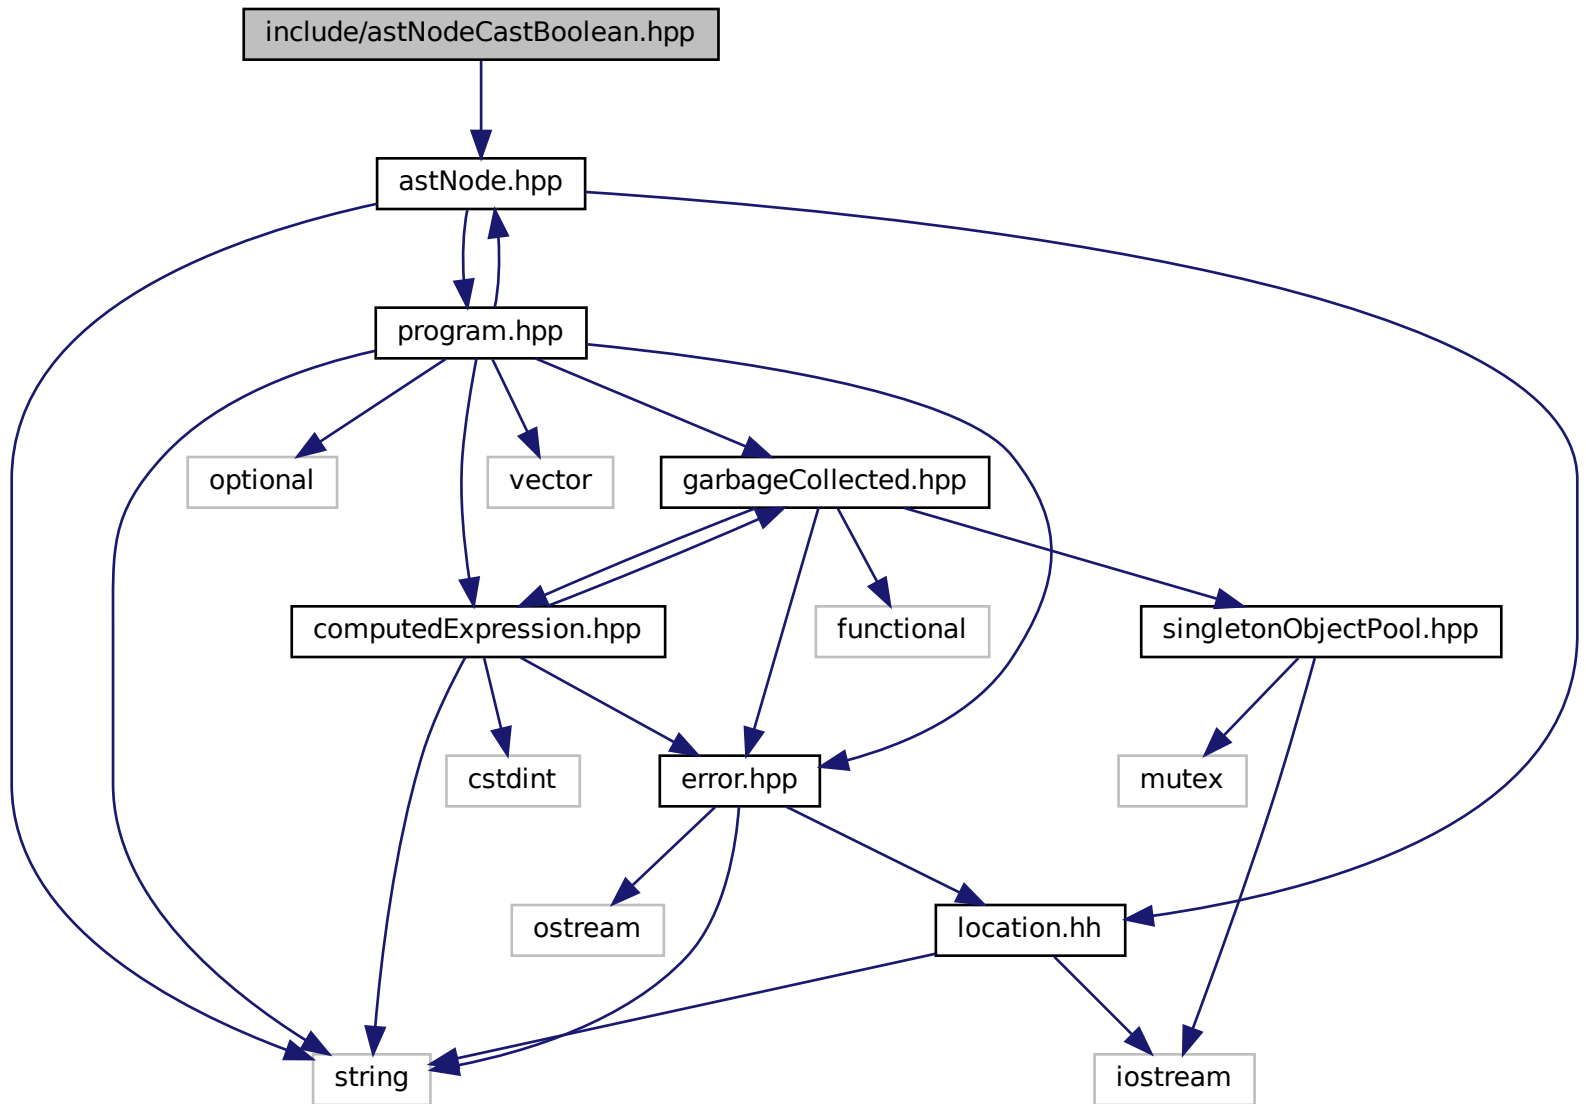 include/astNodeCastBoolean.hpp
astNode.hpp
program.hpp
optional
vector
garbageCollected.hpp
computedExpression.hpp
functional
singletonObjectPool.hpp
cstdint
error.hpp
mutex
ostream
location.hh
string
iostream